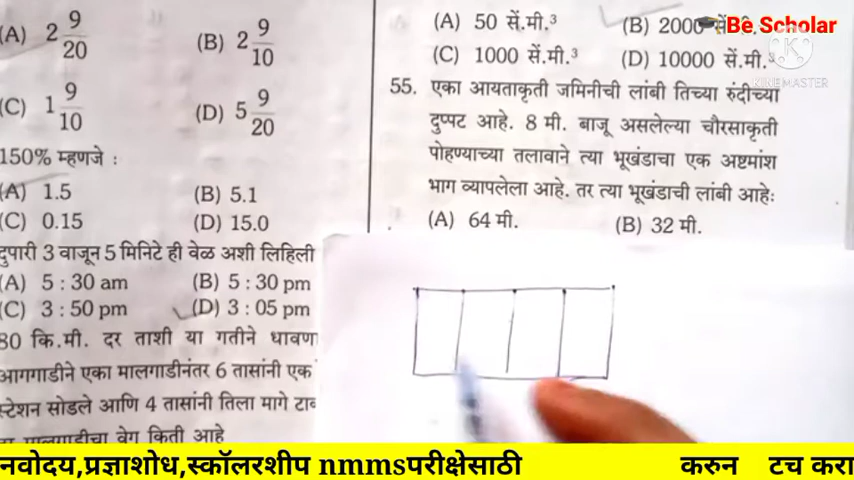 (A) 2 9/20
(B) 2 9/10
(C) 1 9/10
(D) 5 9/20
150% म्हणजे :
(A) 1.5
(B) 5.1
(C) 0.15
(D) 15.0
दुपारी 3 वाजून 5 मिनिटे ही वेळ अशी लिहिली
(A) 5 : 30 am
(B) 5 : 30 pm
(C) 3 : 50 pm
(D) 3 : 05 pm
80 कि.मी. दर ताशी या गतीने धावणा
आगगाडीने एका मालगाडीनंतर 6 तासांनी एक
स्टेशन सोडले आणि 4 तासांनी तिला मागे टाव
मालगाडीचा वेग किती आहे
(A) 50 सें.मी.³
(B) 2000
(C) 1000 सें.मी.³
(D) 10000 सें.मी.³
55. एका आयताकृती जमिनीची लांबी तिच्या रुंदीच्या
दुप्पट आहे. 8 मी. बाजू असलेल्या चौरसाकृती
पोहण्याच्या तलावाने त्या भूखंडाचा एक अष्टमांश
भाग व्यापलेला आहे. तर त्या भूखंडाची लांबी आहेः
(A) 64 मी.
(B) 32 मी.
Be Scholar
KINEMASTER
नवोदय,प्रज्ञाशोध,स्कॉलरशीप nmmsपरीक्षेसाठी करुन टच करा